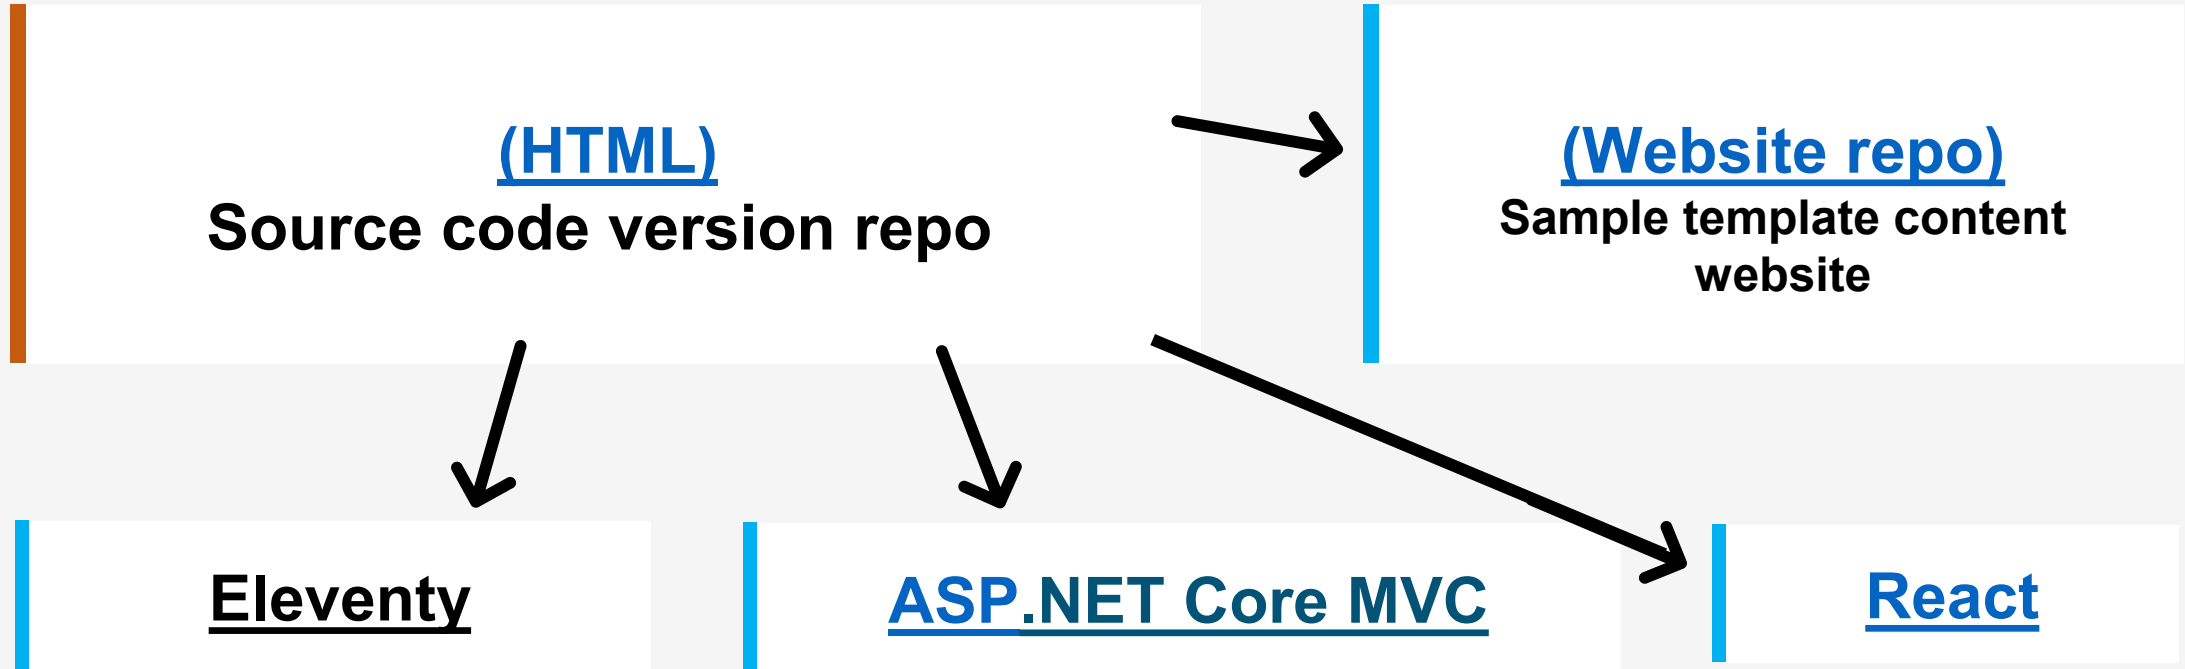 (HTML)
Source code version repo
(Website repo)
Sample template content
website
Eleventy
ASP.NET Core MVC
React